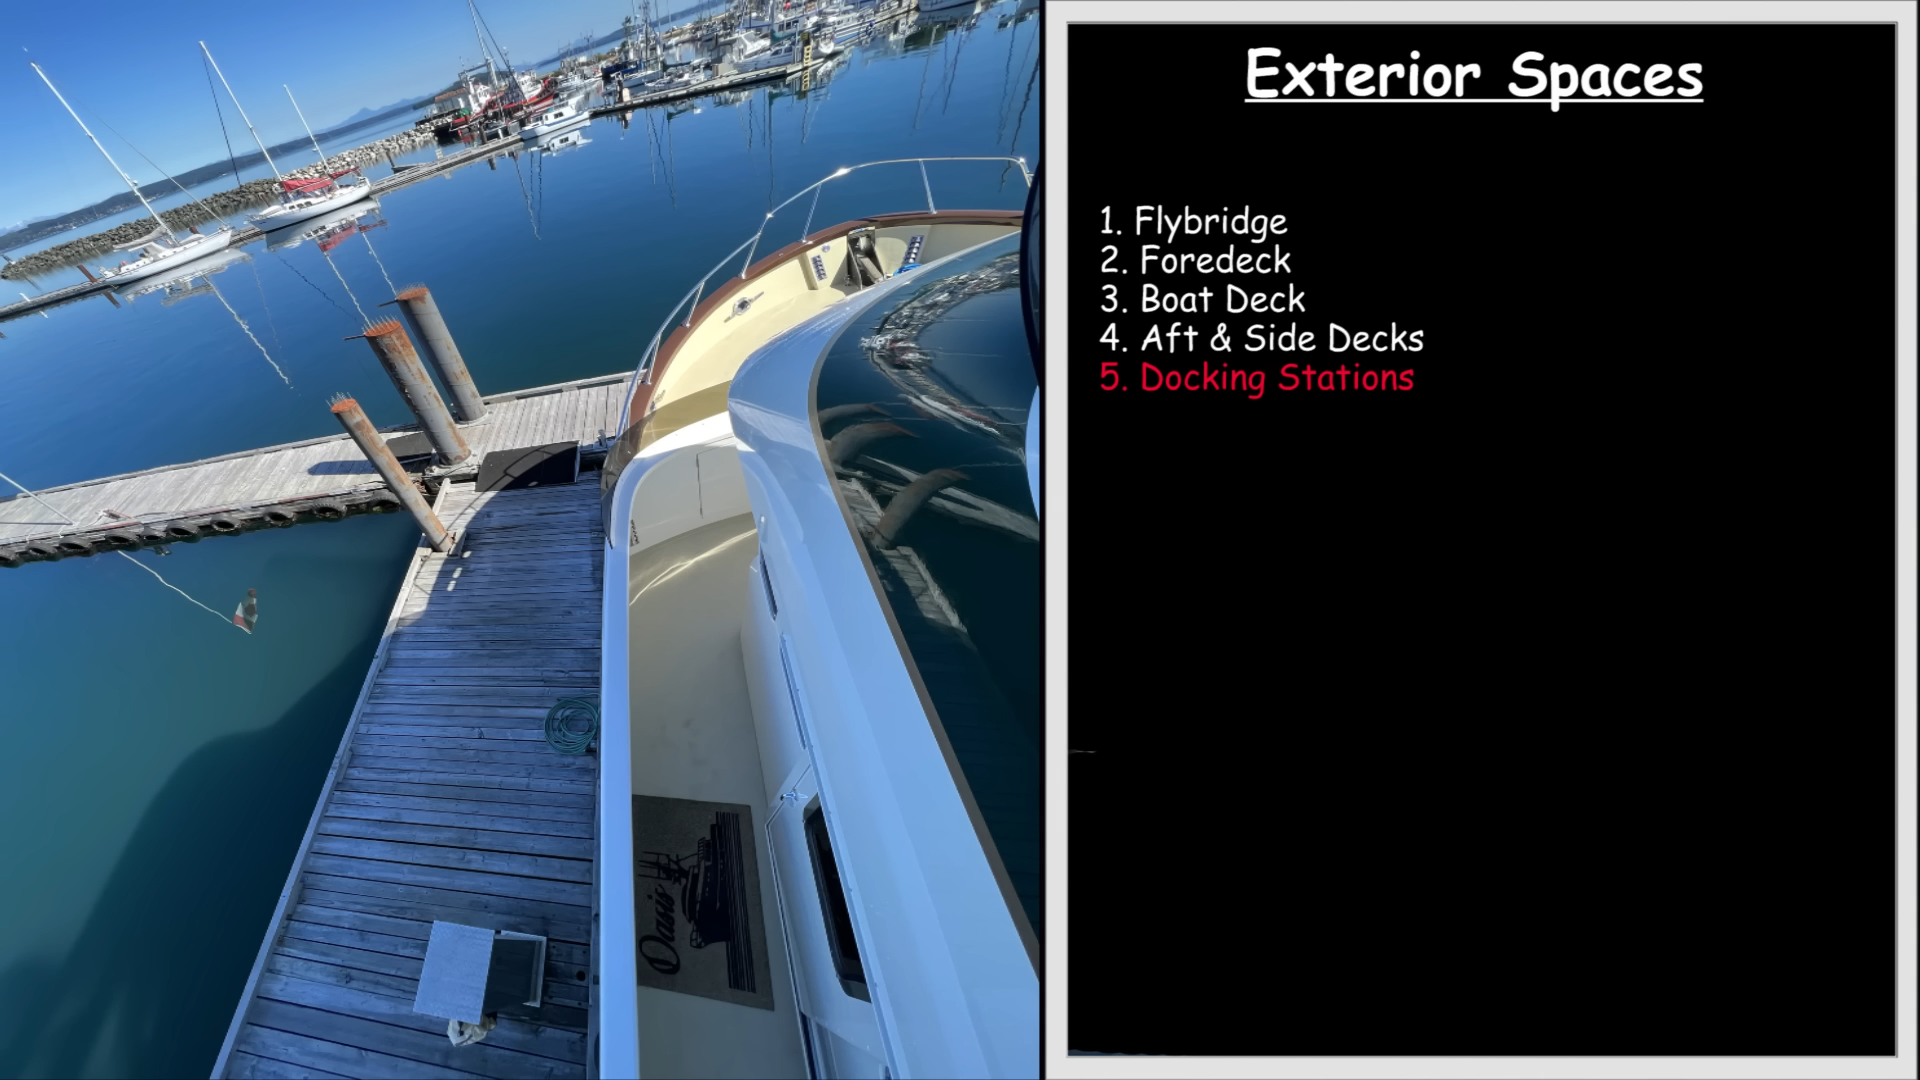 Exterior Spaces
1. Flybridge
2. Foredeck
3. Boat Deck
4. Aft & Side Decks
5. Docking Stations
Oasis